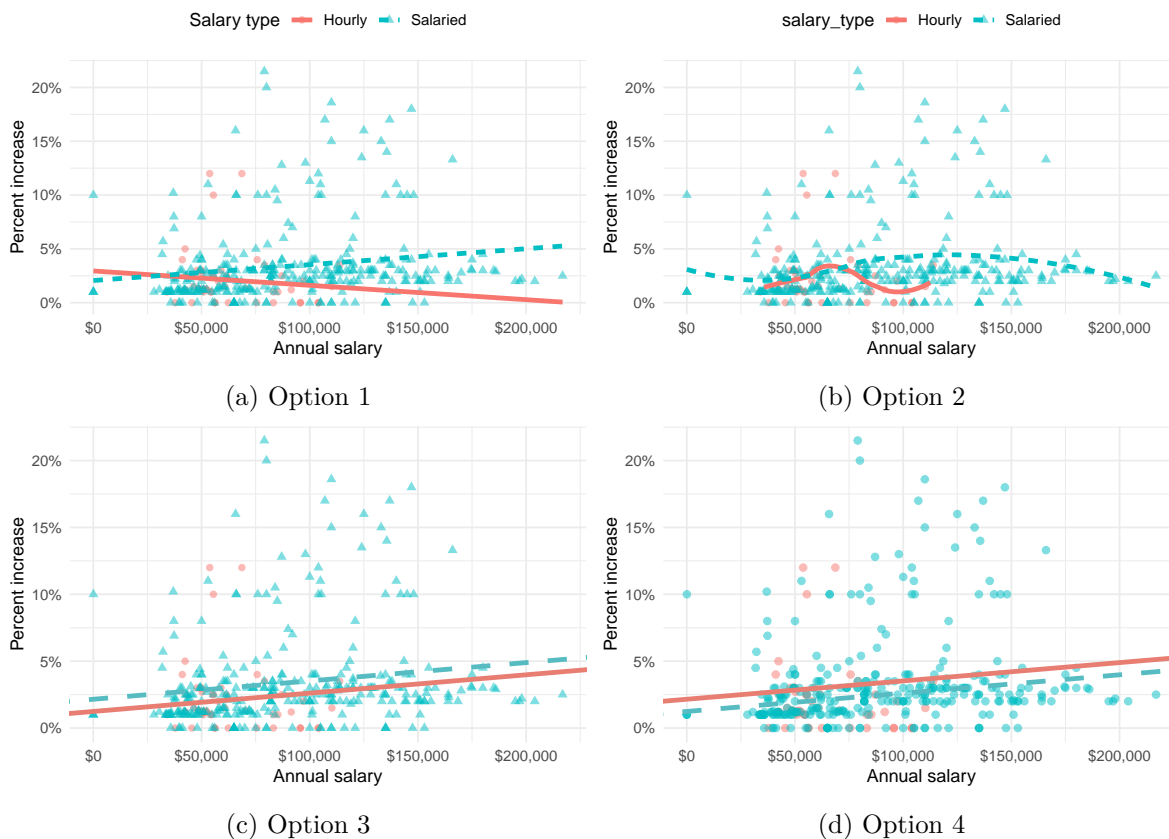 Salary type Hourly Salaried
20%
15%
10%
5%
0%
Percent increase
$0 $50,000 $100,000 $150,000 $200,000
Annual salary
(a) Option 1
salary_type Hourly Salaried
20%
15%
10%
5%
0%
Percent increase
$0 $50,000 $100,000 $150,000 $200,000
Annual salary
(b) Option 2
20%
15%
10%
5%
0%
Percent increase
$0 $50,000 $100,000 $150,000 $200,000
Annual salary
(c) Option 3
20%
15%
10%
5%
0%
Percent increase
$0 $50,000 $100,000 $150,000 $200,000
Annual salary
(d) Option 4